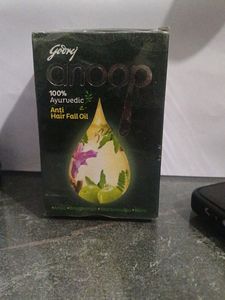 Godrej
anoop
100%
Ayurvedic
Anti
Hair Fall Oil